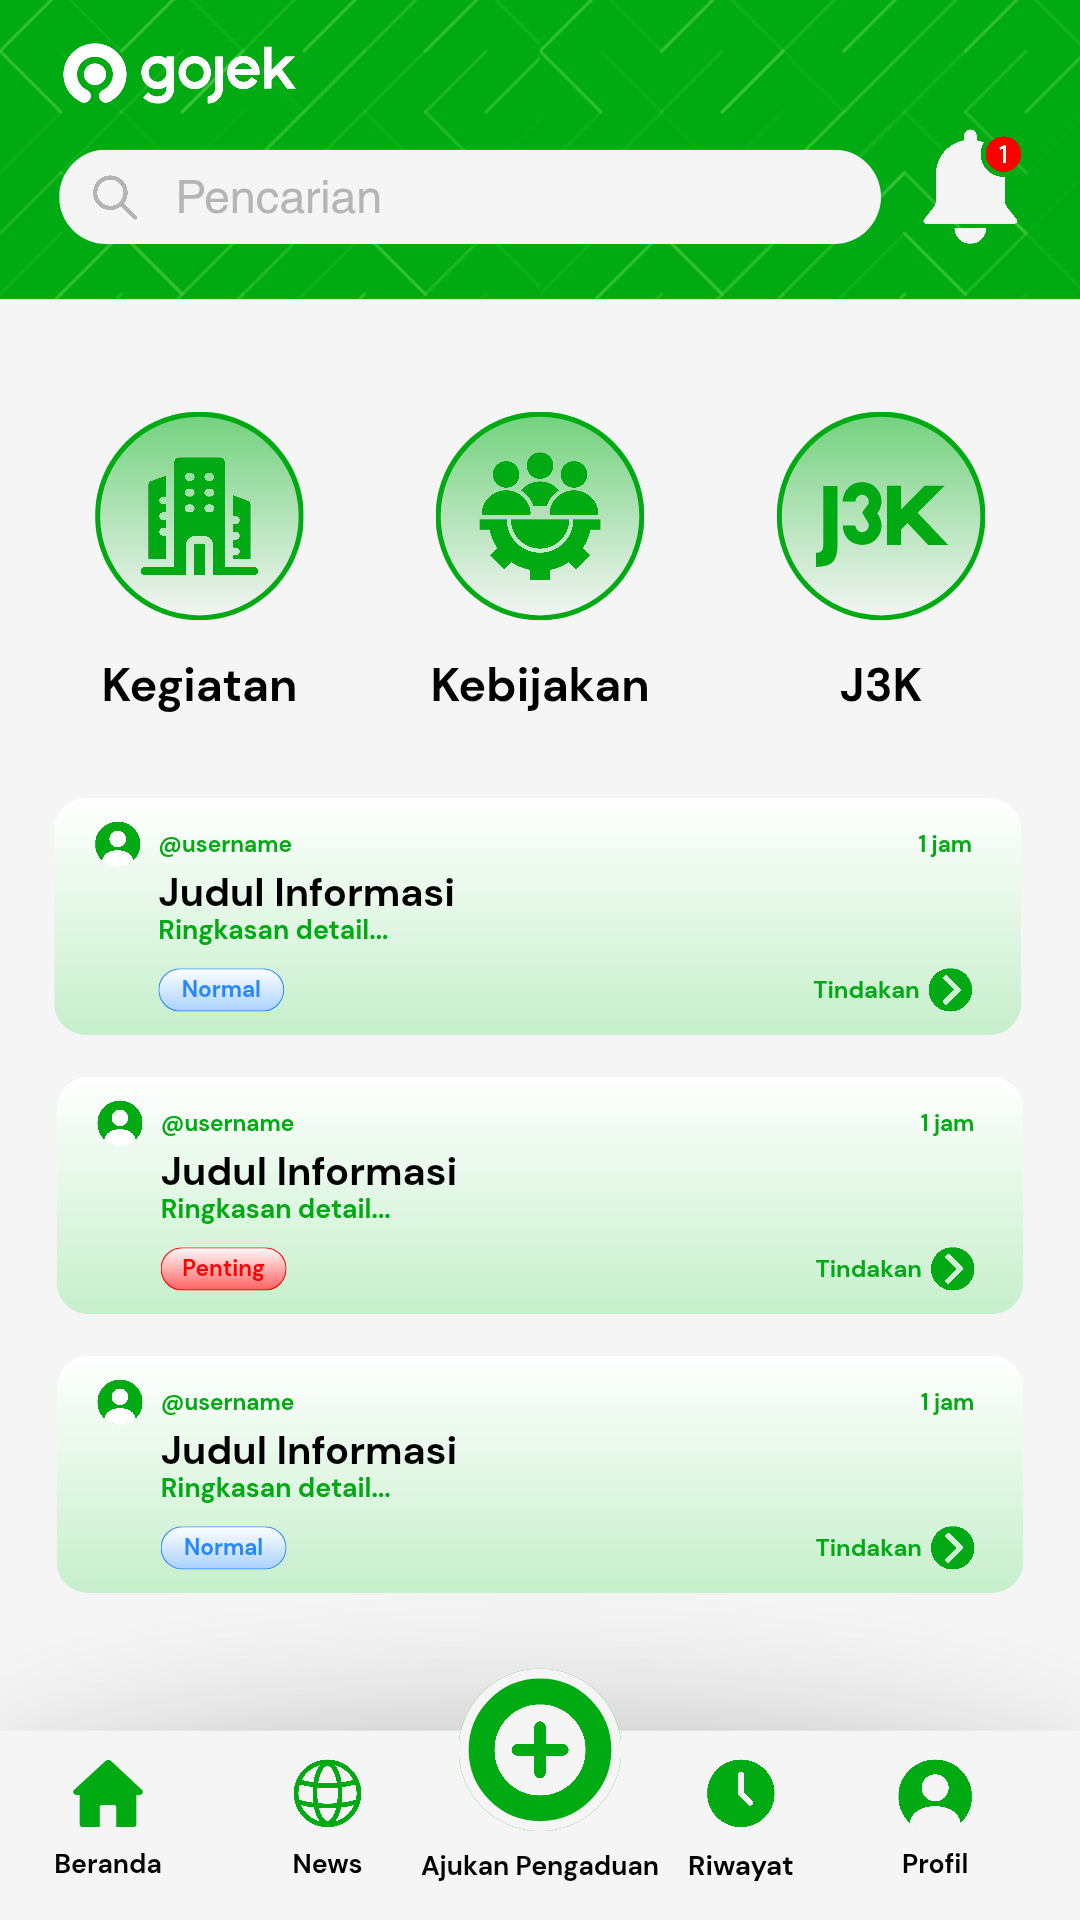 gojek
Pencarian
1
J3K
Kegiatan
Kebijakan
J3K
@username
1 jam
Judul Informasi
Ringkasan detail...
Normal
Tindakan
@username
1 jam
Judul Informasi
Ringkasan detail...
Penting
Tindakan
@username
1 jam
Judul Informasi
Ringkasan detail...
Normal
Tindakan
Beranda
News
Ajukan Pengaduan
Riwayat
Profil